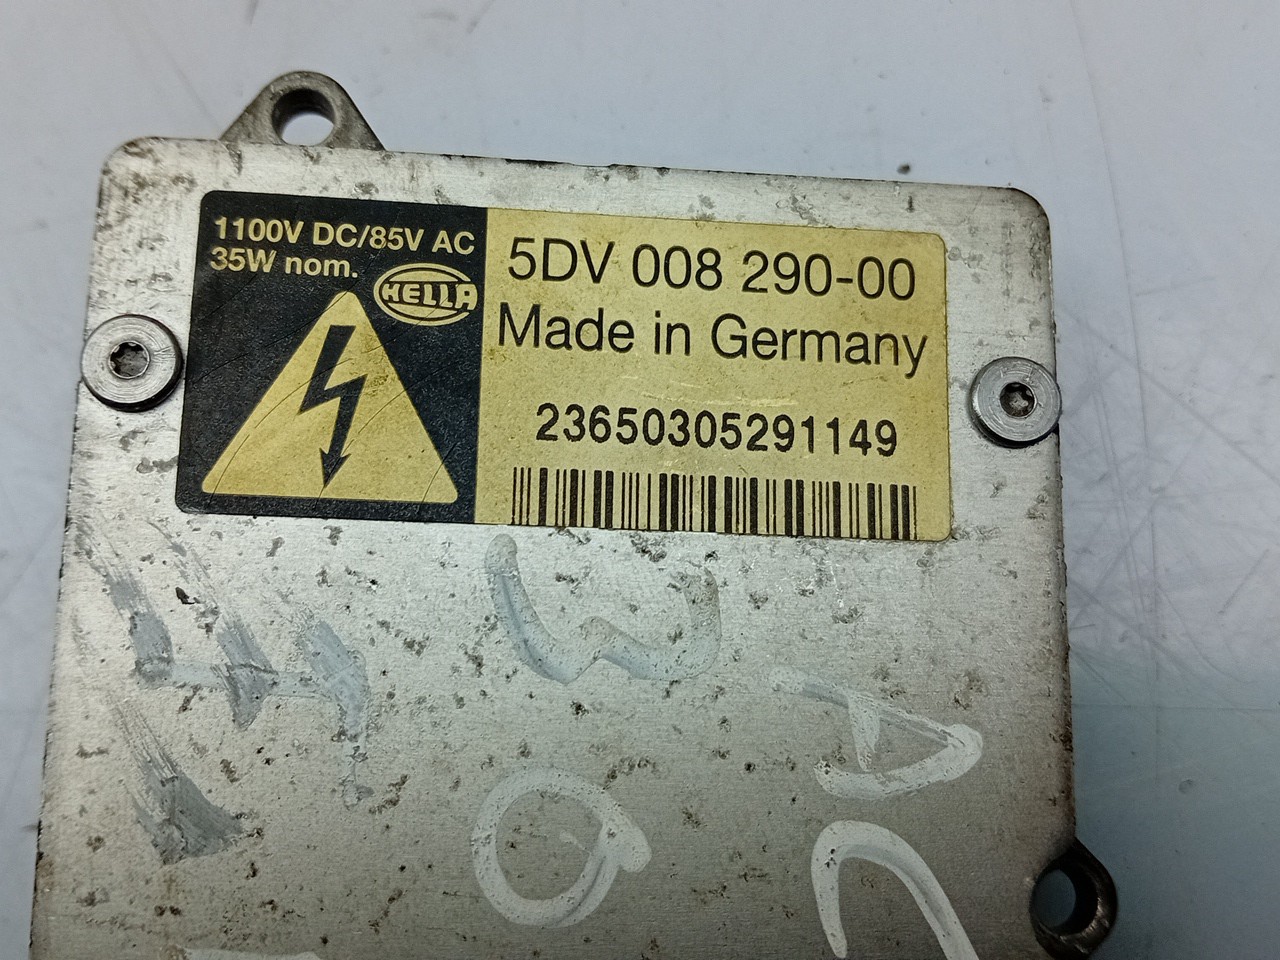 1100V DC/85V AC
35W nom.
HELLA
5DV 008 290-00
Made in Germany
23650305291149